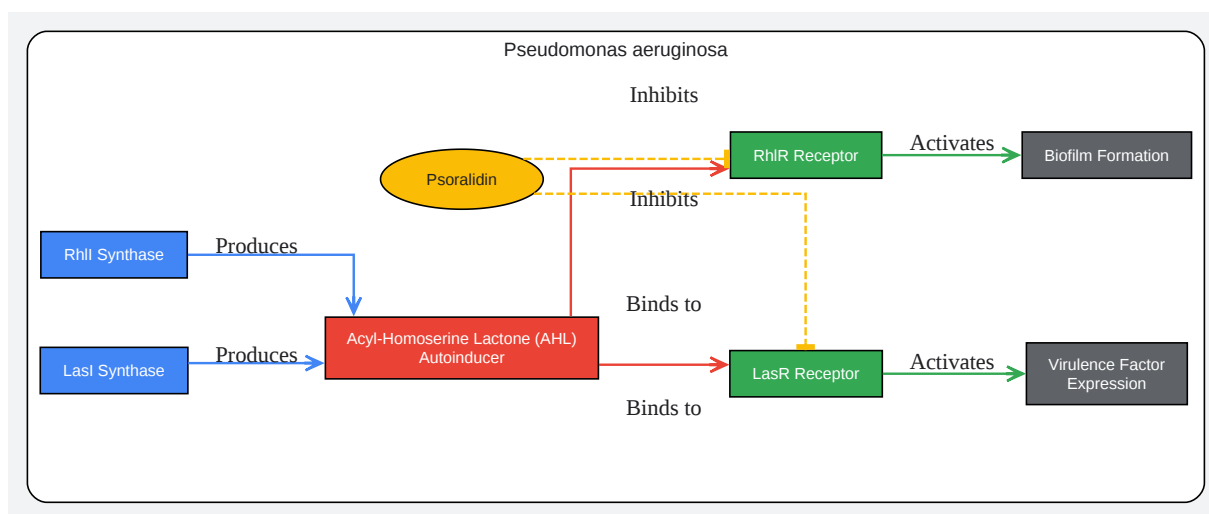 Pseudomonas aeruginosa
Inhibits
RhlR Receptor
Activates
Biofilm Formation
Psoralidin
Inhibits
RhlI Synthase
Produces
Binds to
Acyl-Homoserine Lactone (AHL)
Autoinducer
LasI Synthase
Produces
LasR Receptor
Activates
Virulence Factor
Expression
Binds to